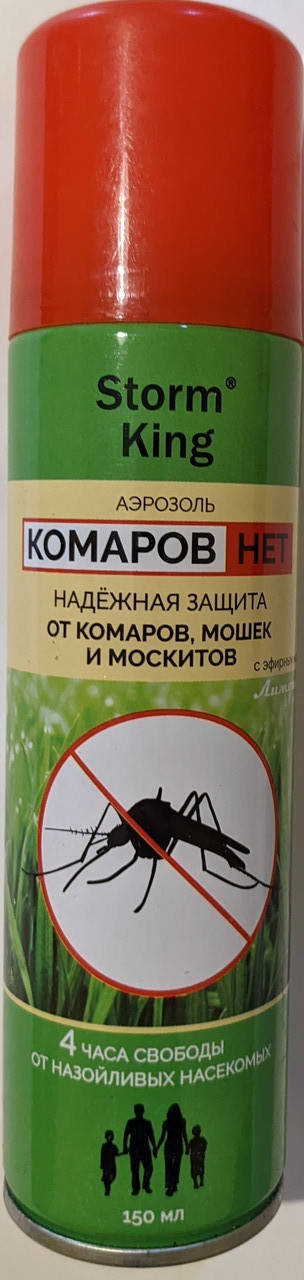 Storm®
King
АЭРОЗОЛЬ
КОМАРОВ НЕТ
НАДЁЖНАЯ ЗАЩИТА
ОТ КОМАРОВ, МОШЕК
И МОСКИТОВ
с эфирным
4 ЧАСА СВОБОДЫ
ОТ НАЗОЙЛИВЫХ НАСЕКОМЫХ
150 МЛ